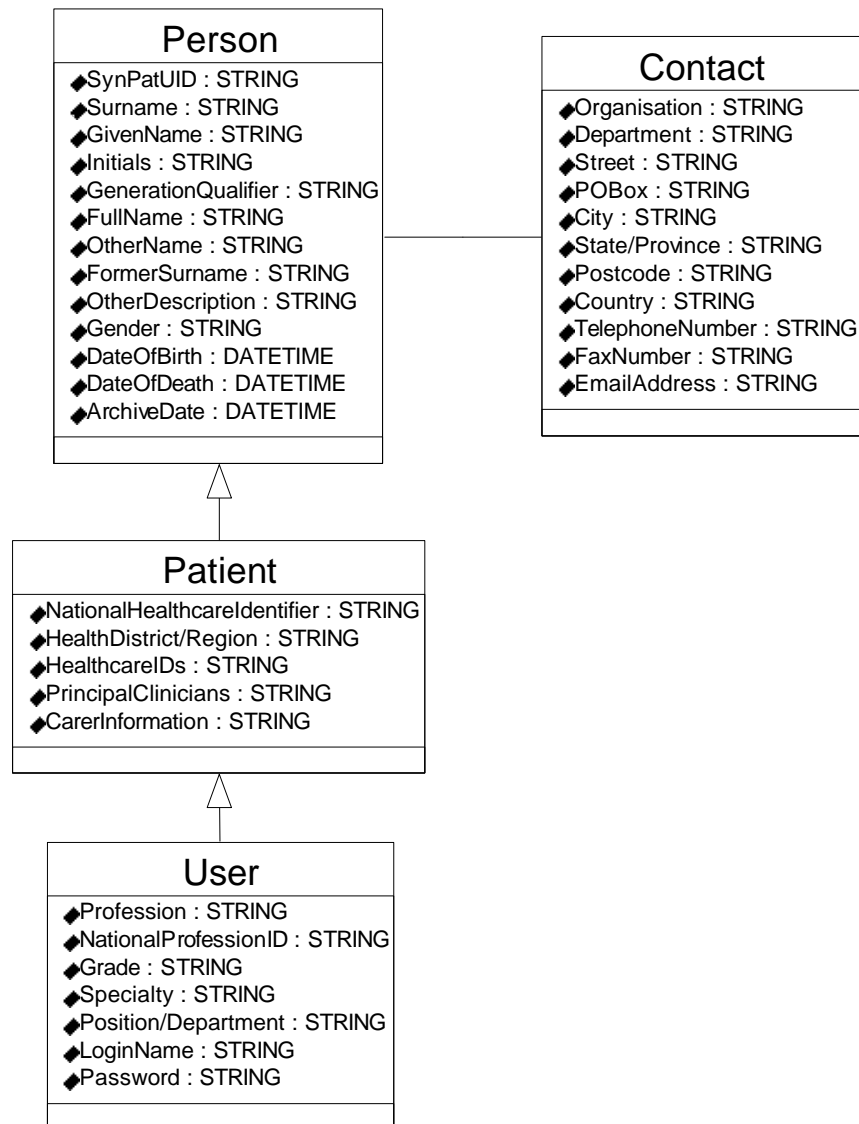 Person
SynPatUID : STRING
Surname : STRING
GivenName : STRING
Initials : STRING
GenerationQualifier : STRING
FullName : STRING
OtherName : STRING
FormerSurname : STRING
OtherDescription : STRING
Gender : STRING
DateOfBirth : DATETIME
DateOfDeath : DATETIME
ArchiveDate : DATETIME
Contact
Organisation : STRING
Department : STRING
Street : STRING
POBox : STRING
City : STRING
State/Province : STRING
Postcode : STRING
Country : STRING
TelephoneNumber : STRING
FaxNumber : STRING
EmailAddress : STRING
Patient
NationalHealthcareIdentifier : STRING
HealthDistrict/Region : STRING
HealthcareIDs : STRING
PrincipalClinicians : STRING
CarerInformation : STRING
User
Profession : STRING
NationalProfessionID : STRING
Grade : STRING
Specialty : STRING
Position/Department : STRING
LoginName : STRING
Password : STRING